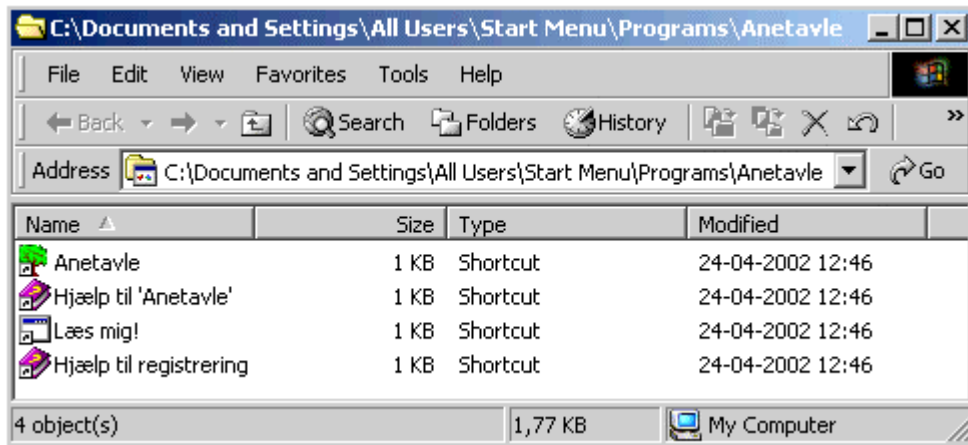 C:\Documents and Settings\All Users\Start Menu\Programs\Anetavle
File Edit View Favorites Tools Help
Back Search Folders History »
Address C:\Documents and Settings\All Users\Start Menu\Programs\Anetavle Go
Name Size Type Modified
Anetavle 1 KB Shortcut 24-04-2002 12:46
Hjælp til 'Anetavle' 1 KB Shortcut 24-04-2002 12:46
Læs mig! 1 KB Shortcut 24-04-2002 12:46
Hjælp til registrering 1 KB Shortcut 24-04-2002 12:46
4 object(s) 1,77 KB My Computer